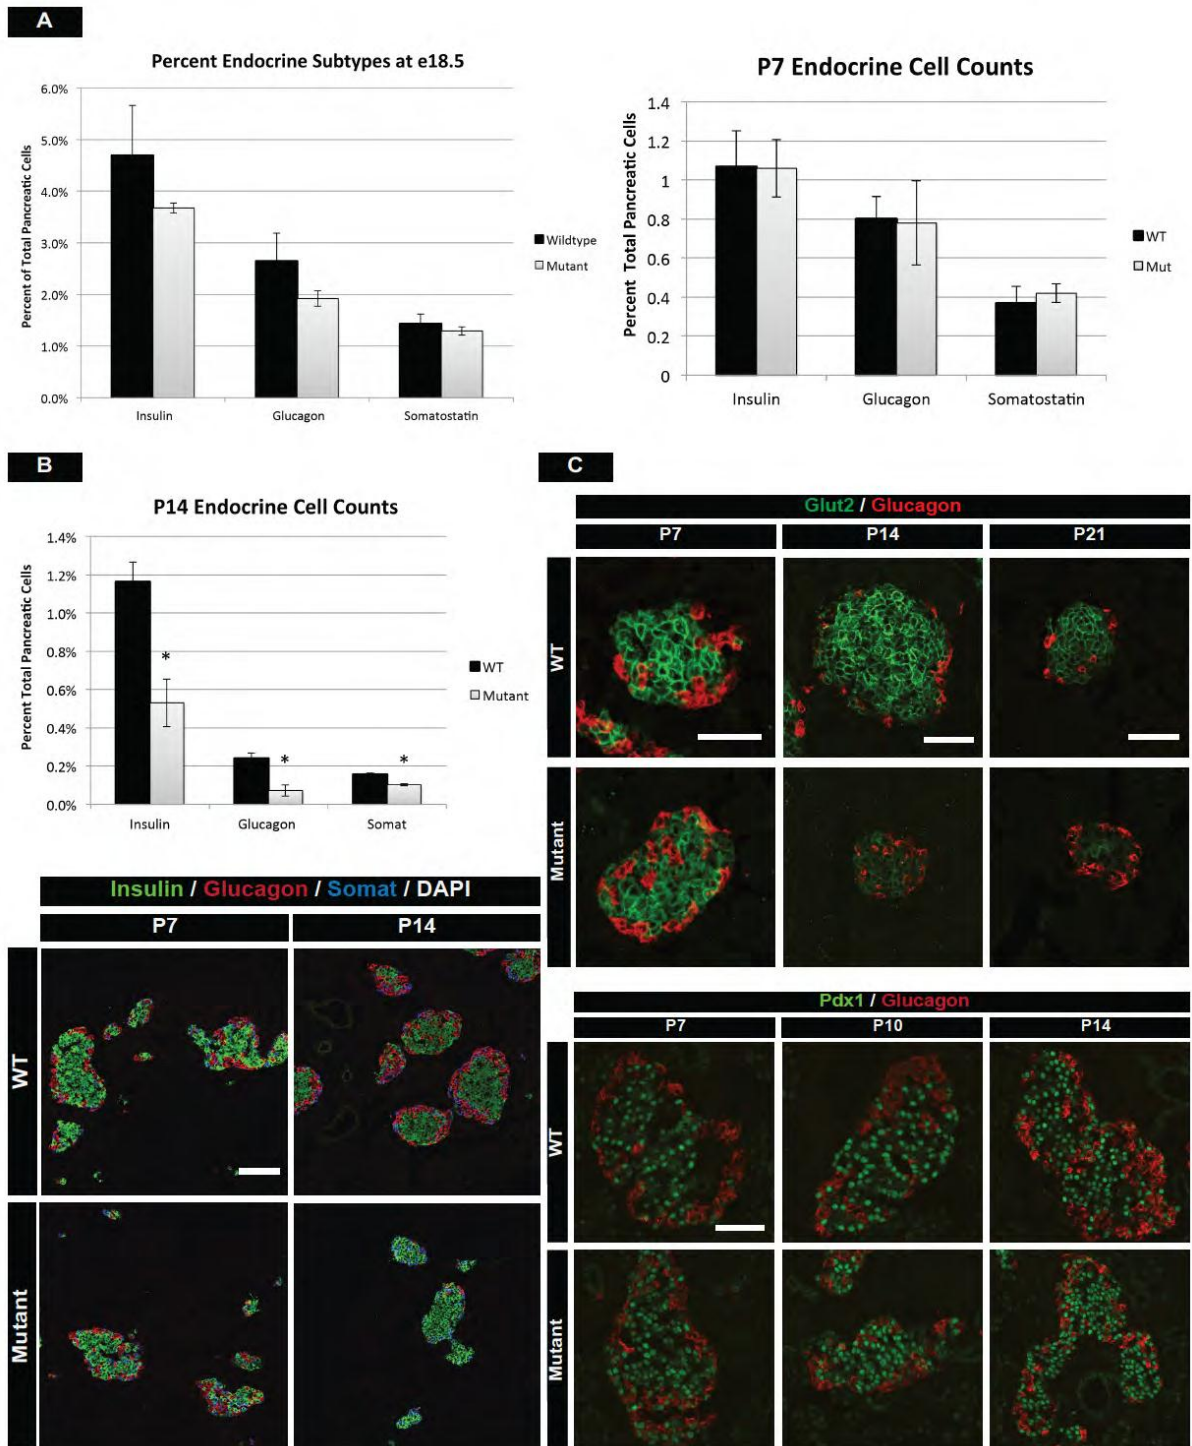 A
Percent Endocrine Subtypes at e18.5
Percent of Total Pancreatic Cells
6.0%
5.0%
4.0%
3.0%
2.0%
1.0%
0.0%
Insulin
Glucagon
Somatostatin
Wildtype
Mutant
P7 Endocrine Cell Counts
Percent Total Pancreatic Cells
1.4
1.2
1
0.8
0.6
0.4
0.2
0
Insulin
Glucagon
Somatostatin
WT
Mut
B
P14 Endocrine Cell Counts
Percent Total Pancreatic Cells
1.4%
1.2%
1.0%
0.8%
0.6%
0.4%
0.2%
0.0%
*
*
*
Insulin
Glucagon
Somat
WT
Mutant
Insulin / Glucagon / Somat / DAPI
P7
P14
WT
Mutant
C
Glut2 / Glucagon
P7
P14
P21
WT
Mutant
Pdx1 / Glucagon
P7
P10
P14
WT
Mutant